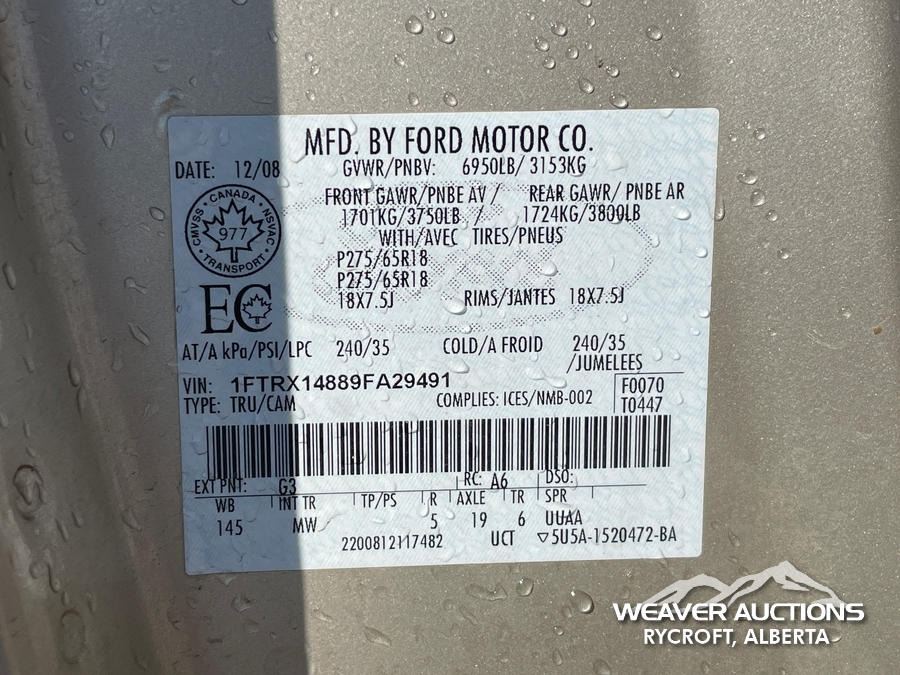 MFD. BY FORD MOTOR CO.
DATE: 12/08 GVWR/PNBV: 6950LB/ 3153KG
FRONT GAWR/PNBE AV / REAR GAWR/ PNBE AR
1701KG/3750LB / 1724KG/3800LB
WITH/AVEC TIRES/PNEUS
CMVSS · CANADA · NSVAC
977
· TRANSPORT ·
P275/65R18
P275/65R18
18X7.5J RIMS/JANTES 18X7.5J
EC
AT/A kPa/PSI/LPC 240/35 COLD/A FROID 240/35
/JUMELEES
VIN: 1FTRX14889FA29491 F0070
TYPE: TRU/CAM COMPLIES: ICES/NMB-002 T0447
EXT PNT: G3 RC: A6 DSO:
WB INT TR TP/PS R AXLE TR SPR
145 MW 5 19 6 UUAA
2200812117482 UCT ▽5U5A-1520472-BA
WEAVER AUCTIONS
RYCROFT, ALBERTA